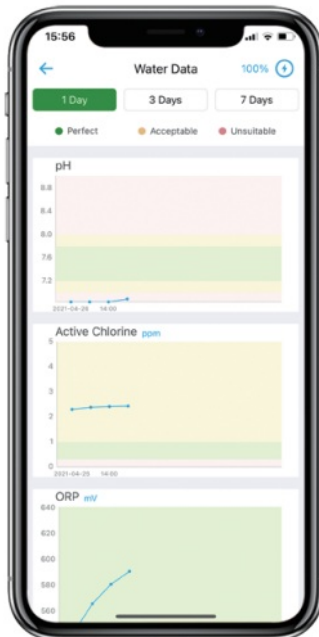 15:56
Water Data
100%
1 Day
3 Days
7 Days
Perfect
Acceptable
Unsuitable
pH
8.8
8.4
8.0
7.6
7.2
2021-04-25 14:00
Active Chlorine ppm
5
4
3
2
1
0
2021-04-25 14:00
ORP mV
640
620
600
580
560